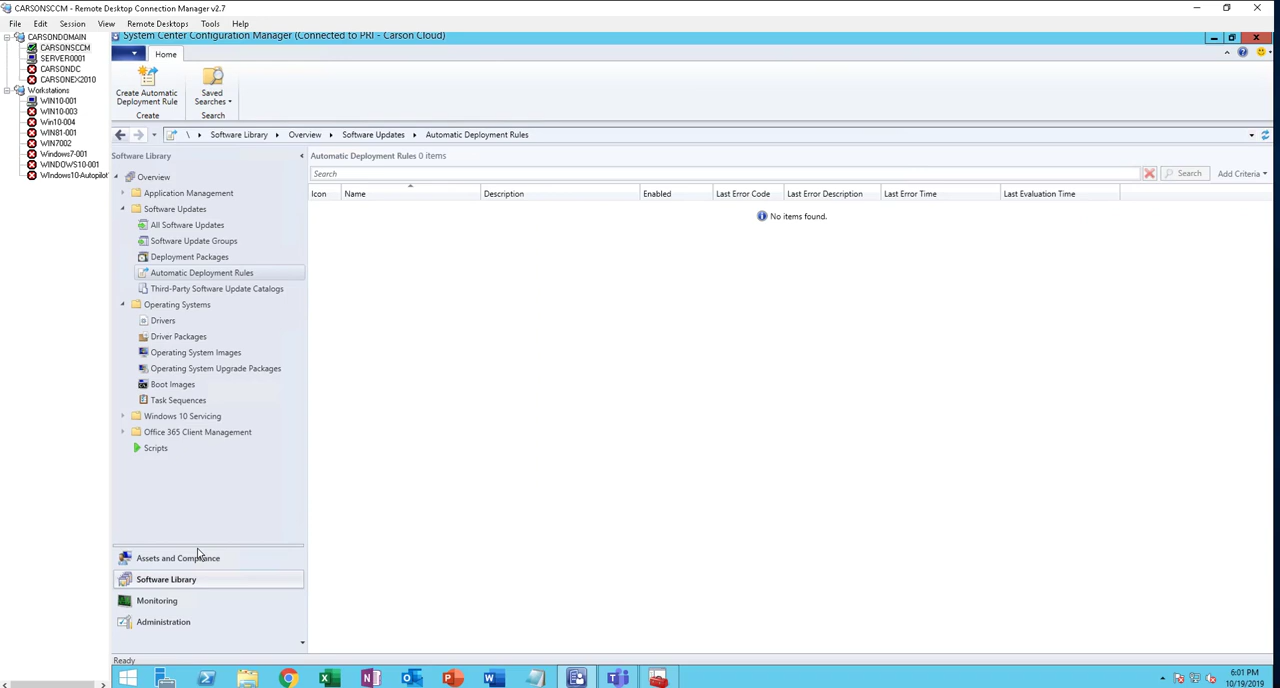 CARSONSCCM - Remote Desktop Connection Manager v2.7
File Edit Session View Remote Desktops Tools Help
CARSONDOMAIN
CARSONSCCM
SERVER0001
CARSONDC
CARSONEX2010
Workstations
WIN10-001
WIN10-003
Win10-004
WIN81-001
WIN7002
Windows7-001
WINDOWS10-001
WIndows10-Autopilot
System Center Configuration Manager (Connected to PRI - Carson Cloud)
Home
Create Automatic
Deployment Rule
Create
Saved
Searches
Search
\ Software Library Overview Software Updates Automatic Deployment Rules
Software Library
Overview
Application Management
Software Updates
All Software Updates
Software Update Groups
Deployment Packages
Automatic Deployment Rules
Third-Party Software Update Catalogs
Operating Systems
Drivers
Driver Packages
Operating System Images
Operating System Upgrade Packages
Boot Images
Task Sequences
Windows 10 Servicing
Office 365 Client Management
Scripts
Assets and Compliance
Software Library
Monitoring
Administration
Automatic Deployment Rules 0 items
Search
Search
Add Criteria
Icon Name Description Enabled Last Error Code Last Error Description Last Error Time Last Evaluation Time
No items found.
Ready
6:01 PM
10/19/2019